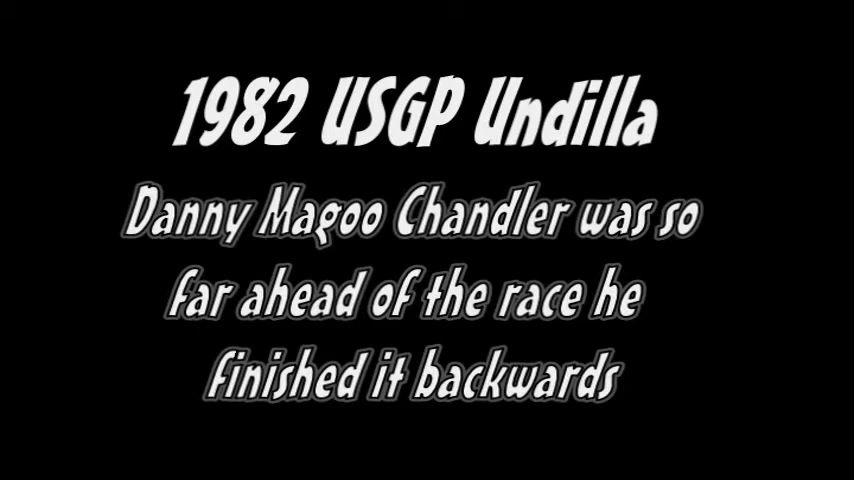 1982 USGP Undilla
Danny Magoo Chandler was so
far ahead of the race he
finished it backwards